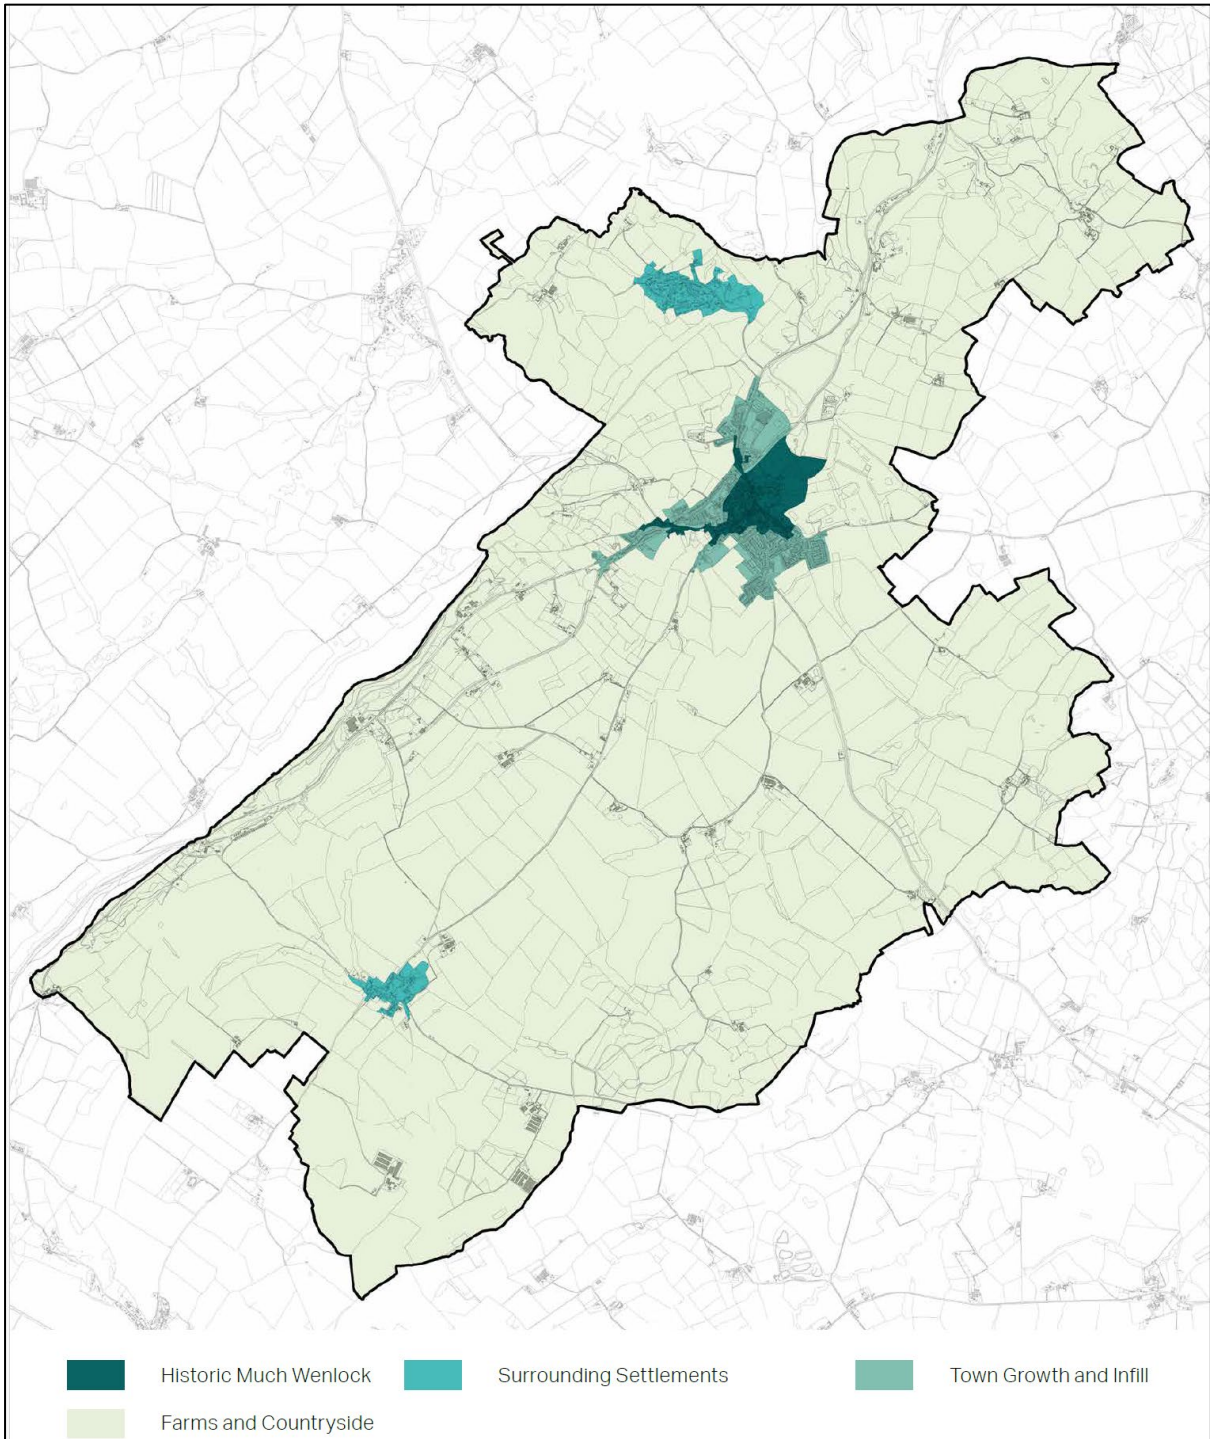 Historic Much Wenlock
Surrounding Settlements
Town Growth and Infill
Farms and Countryside